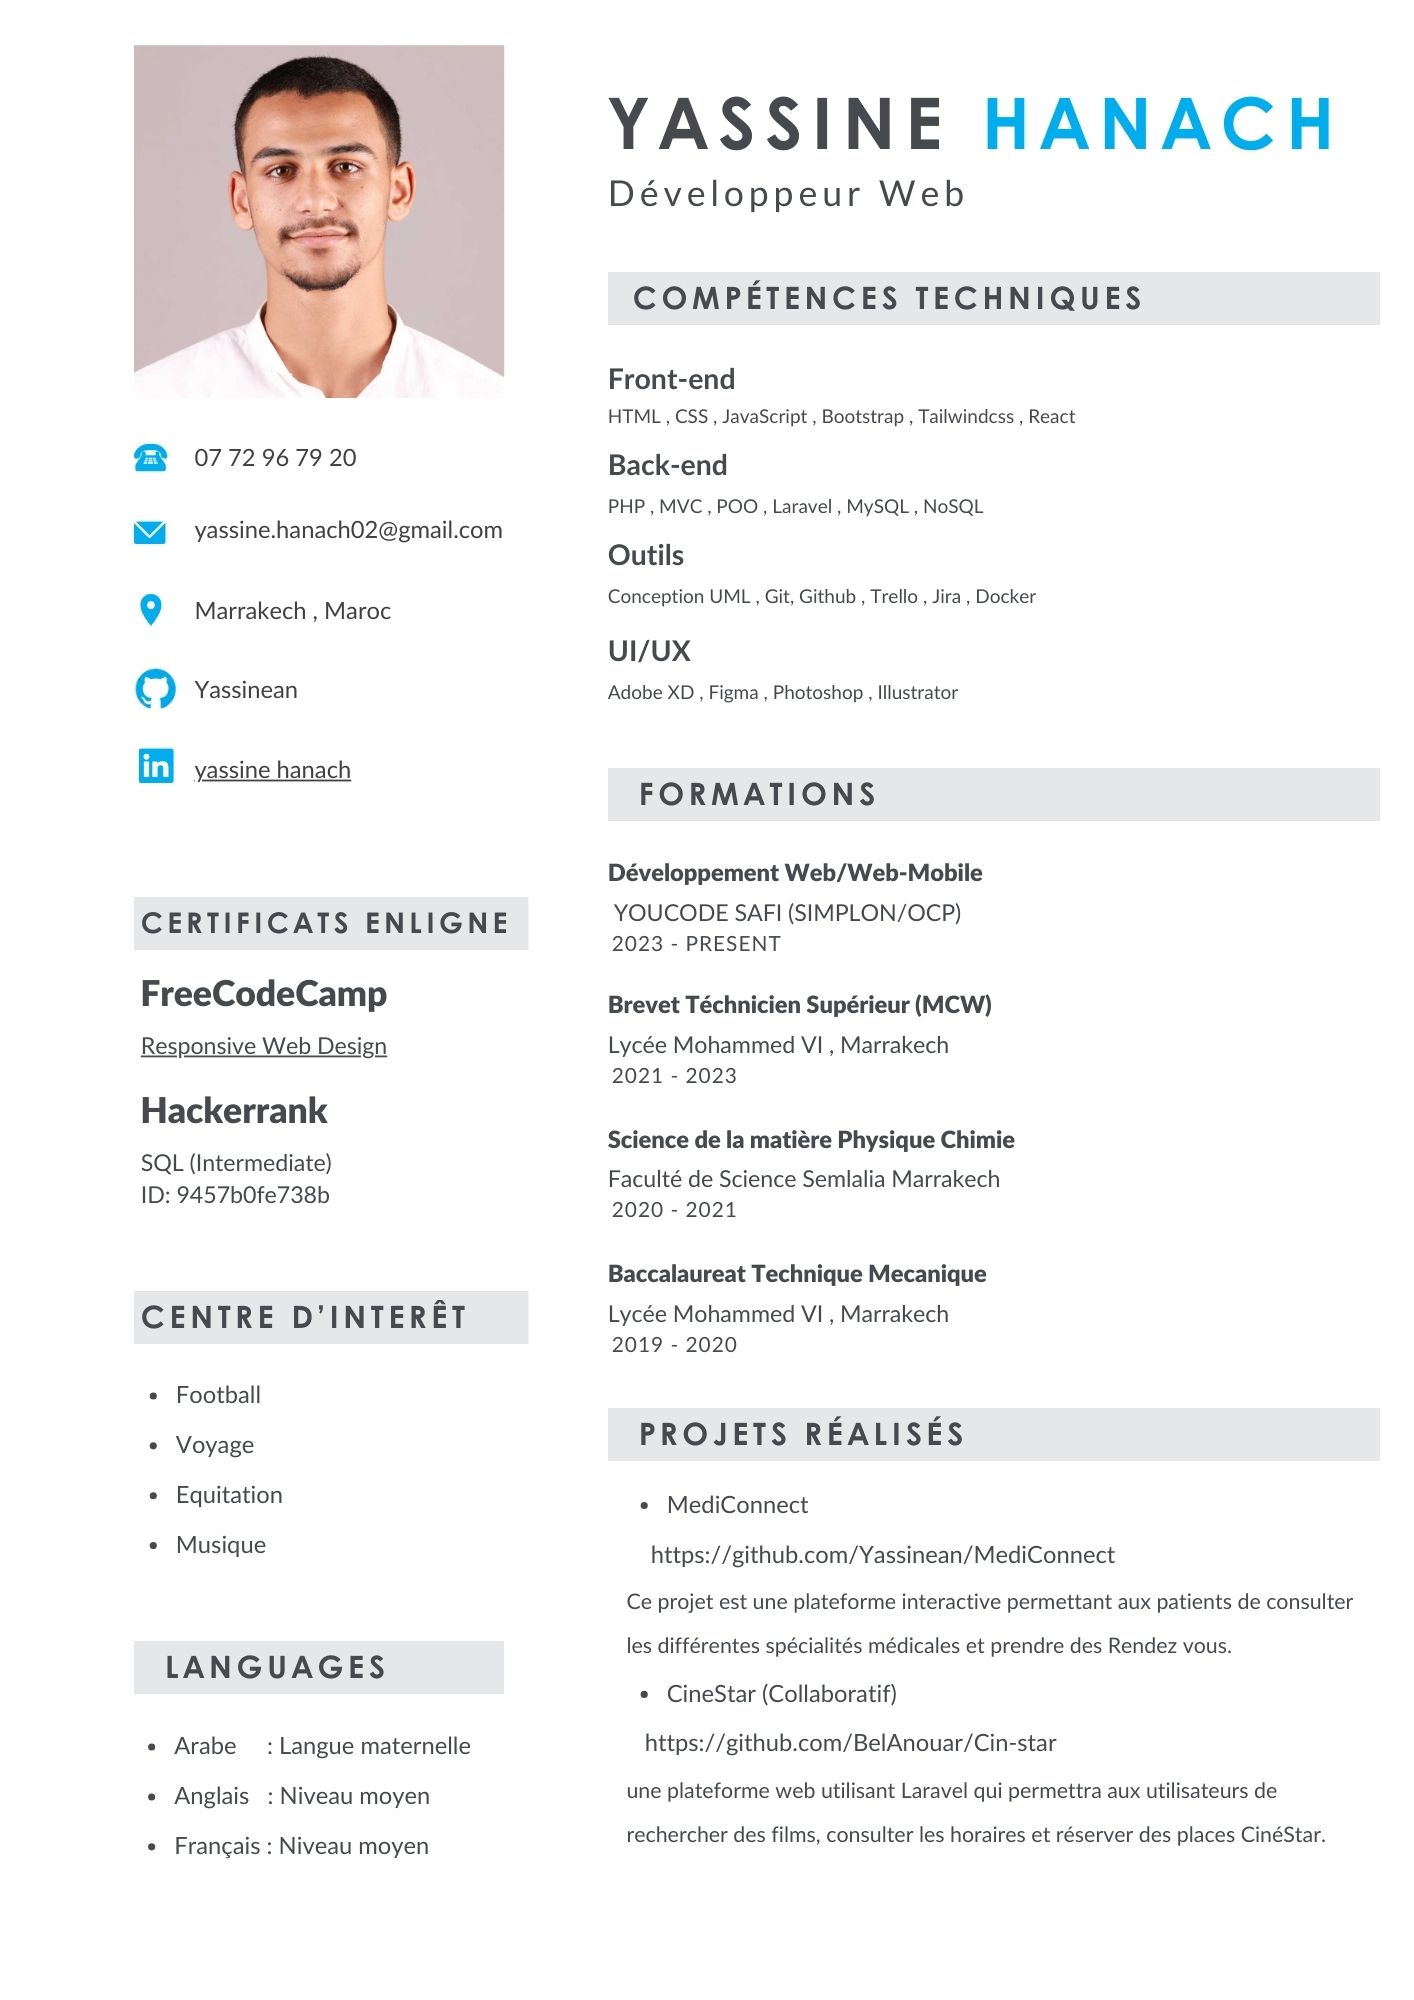 YASSINE HANACH
Développeur Web
07 72 96 79 20
yassine.hanach02@gmail.com
Marrakech , Maroc
Yassinean
in yassine hanach
CERTIFICATS ENLIGNE
FreeCodeCamp
Responsive Web Design
Hackerrank
SQL (Intermediate)
ID: 9457b0fe738b
CENTRE D’INTERÊT
• Football
• Voyage
• Equitation
• Musique
LANGUAGES
• Arabe : Langue maternelle
• Anglais : Niveau moyen
• Français : Niveau moyen
COMPÉTENCES TECHNIQUES
Front-end
HTML , CSS , JavaScript , Bootstrap , Tailwindcss , React
Back-end
PHP , MVC , POO , Laravel , MySQL , NoSQL
Outils
Conception UML , Git, Github , Trello , Jira , Docker
UI/UX
Adobe XD , Figma , Photoshop , Illustrator
FORMATIONS
Développement Web/Web-Mobile
YOUCODE SAFI (SIMPLON/OCP)
2023 - PRESENT
Brevet Téchnicien Supérieur (MCW)
Lycée Mohammed VI , Marrakech
2021 - 2023
Science de la matière Physique Chimie
Faculté de Science Semlalia Marrakech
2020 - 2021
Baccalaureat Technique Mecanique
Lycée Mohammed VI , Marrakech
2019 - 2020
PROJETS RÉALISÉS
• MediConnect
https://github.com/Yassinean/MediConnect
Ce projet est une plateforme interactive permettant aux patients de consulter
les différentes spécialités médicales et prendre des Rendez vous.
• CineStar (Collaboratif)
https://github.com/BelAnouar/Cin-star
une plateforme web utilisant Laravel qui permettra aux utilisateurs de
rechercher des films, consulter les horaires et réserver des places CinéStar.